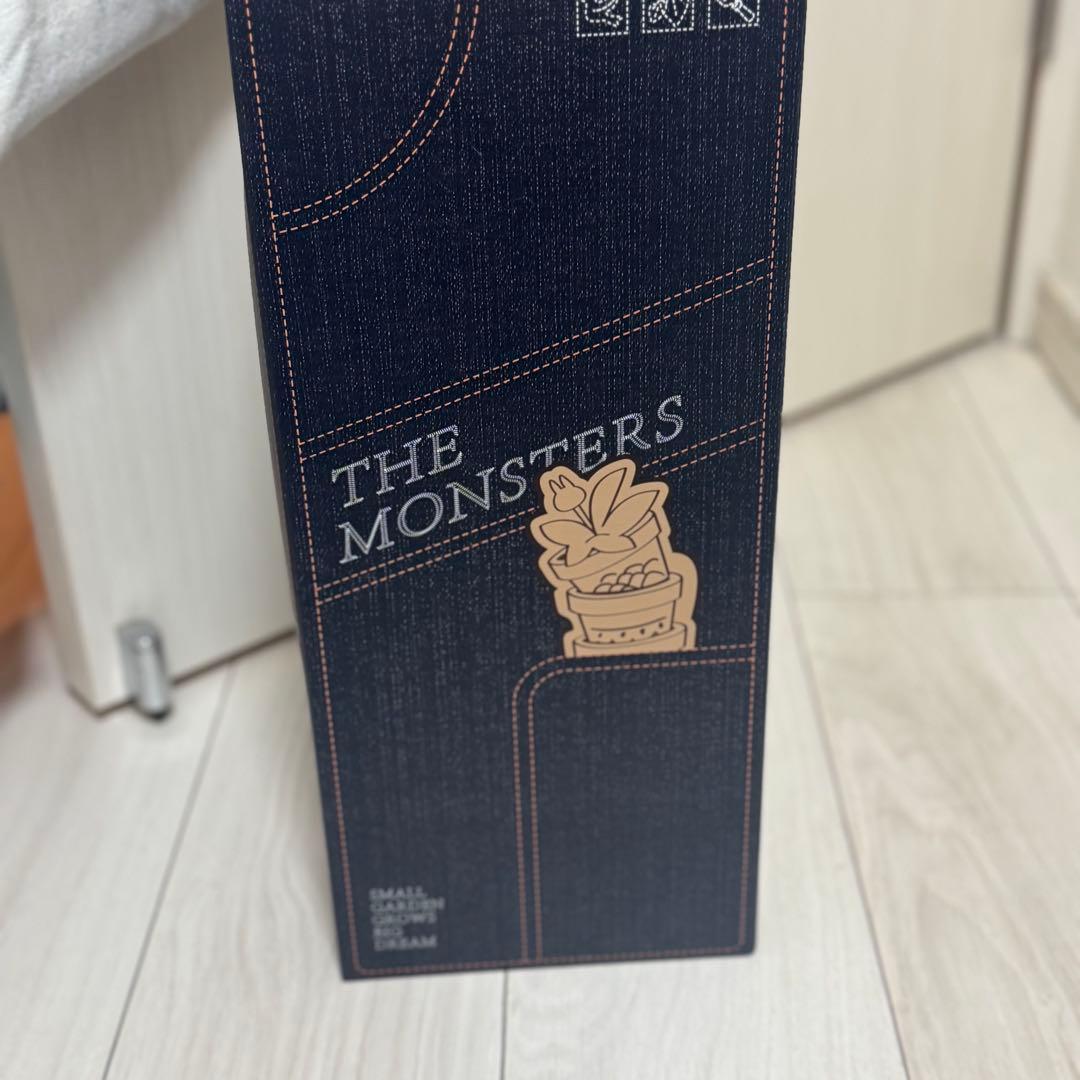 THE
MONSTERS
SMALL
GARDEN
GROWS
BIG
DREAM